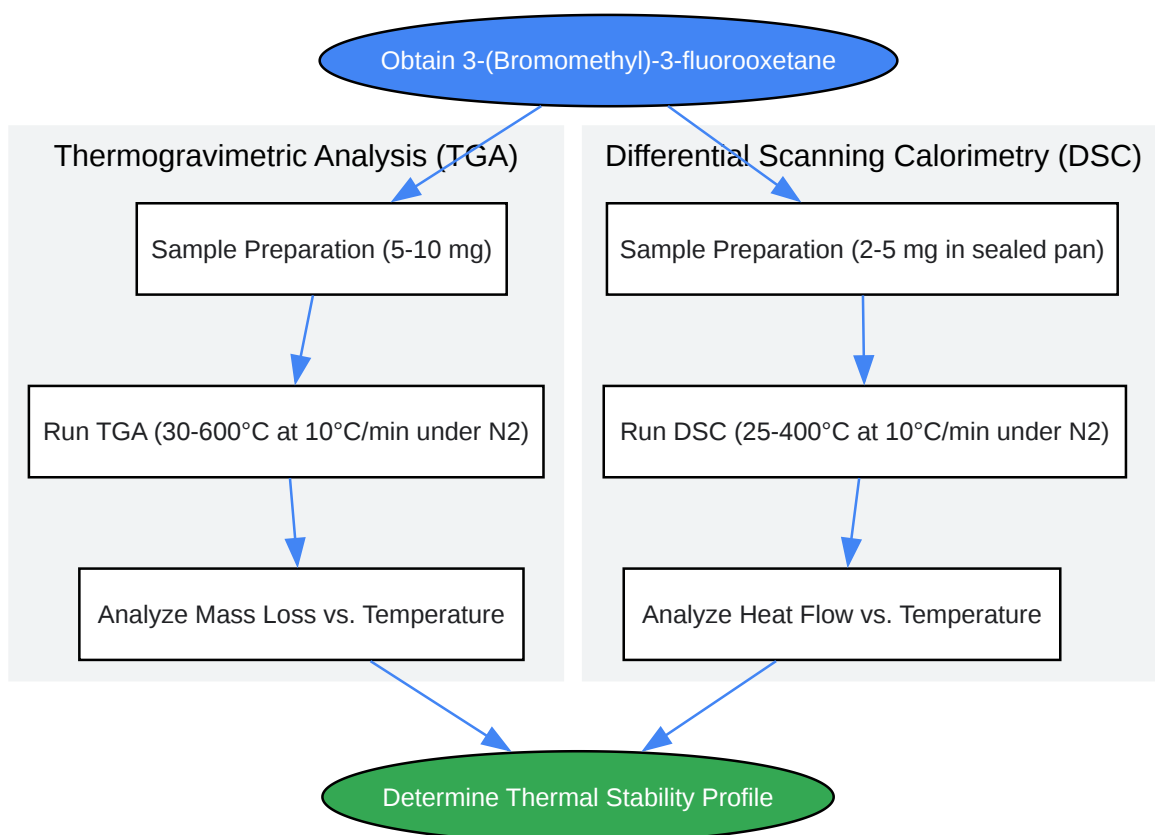 Obtain 3-(Bromomethyl)-3-fluorooxetane
Thermogravimetric Analysis (TGA)
Sample Preparation (5-10 mg)
Run TGA (30-600°C at 10°C/min under N2)
Analyze Mass Loss vs. Temperature
Differential Scanning Calorimetry (DSC)
Sample Preparation (2-5 mg in sealed pan)
Run DSC (25-400°C at 10°C/min under N2)
Analyze Heat Flow vs. Temperature
Determine Thermal Stability Profile